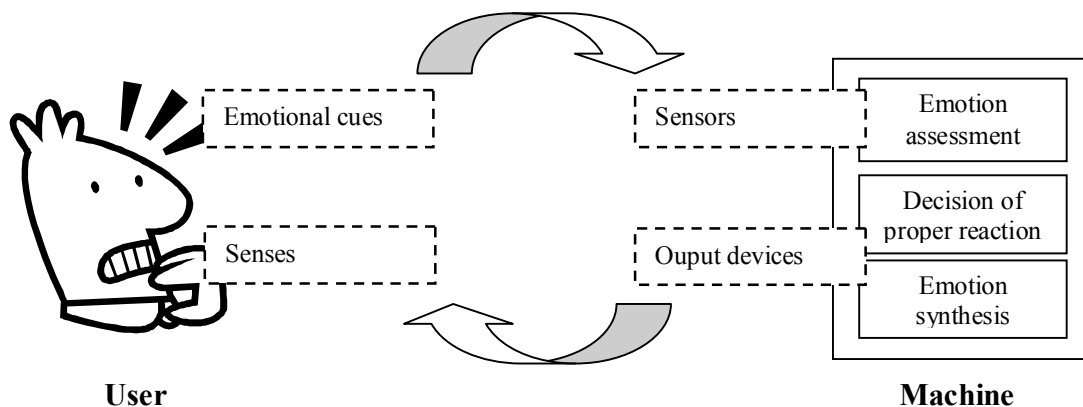 Emotional cues
Sensors
Emotion
assessment
Decision of
proper reaction
Senses
Ouput devices
Emotion
synthesis
User
Machine